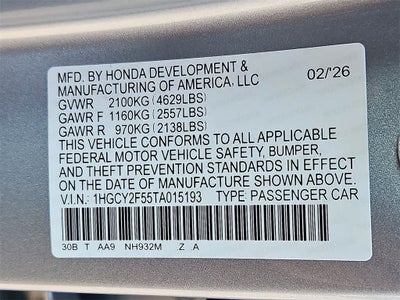 MFD. BY HONDA DEVELOPMENT &
MANUFACTURING OF AMERICA, LLC 02/'26
GVWR 2100KG (4629LBS)
GAWR F 1160KG (2557LBS)
GAWR R 970KG (2138LBS)
THIS VEHICLE CONFORMS TO ALL APPLICABLE
FEDERAL MOTOR VEHICLE SAFETY, BUMPER,
AND THEFT PREVENTION STANDARDS IN EFFECT
ON THE DATE OF MANUFACTURE SHOWN ABOVE.
V.I.N.: 1HGCY2F55TA015193 TYPE: PASSENGER CAR
30B T AA9 NH932M .Z .A